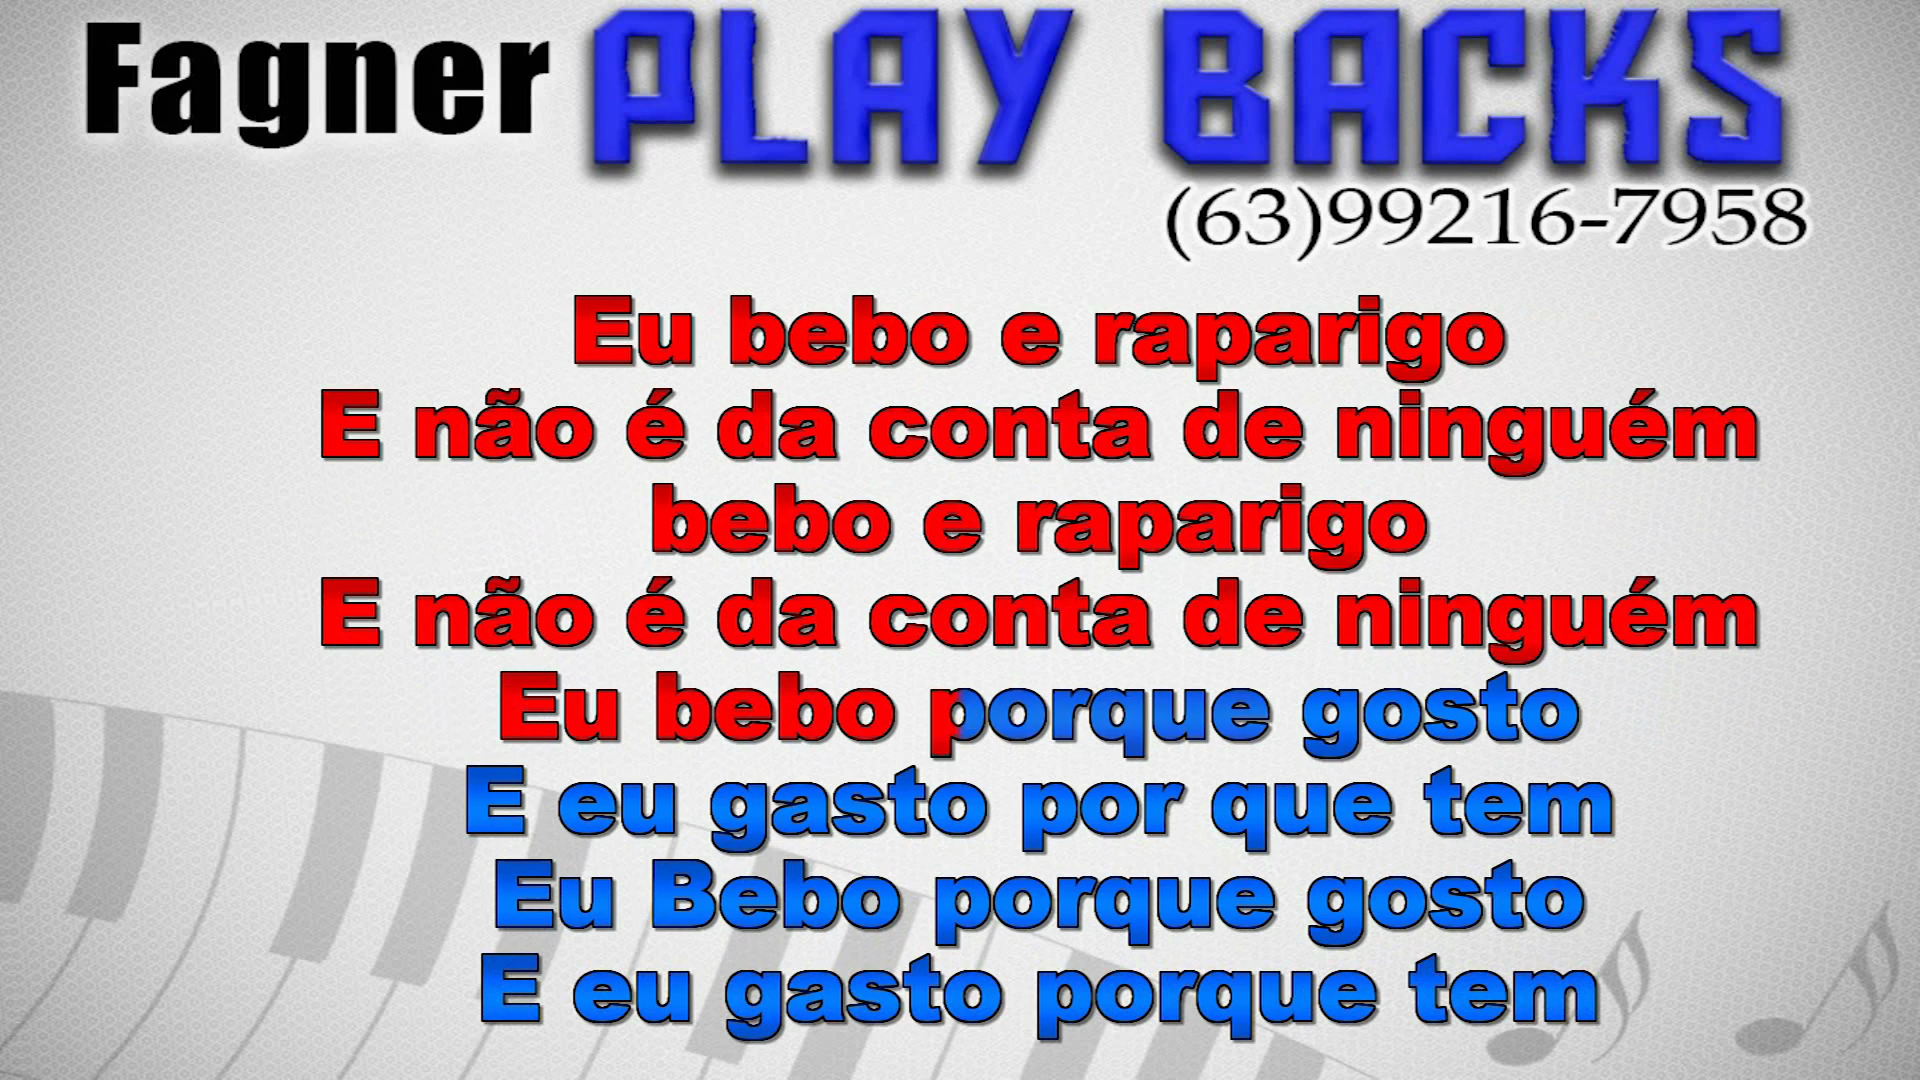 Fagner PLAY BACKS
(63)99216-7958
Eu bebo e raparigo
E não é da conta de ninguém
bebo e raparigo
E não é da conta de ninguém
Eu bebo porque gosto
E eu gasto por que tem
Eu Bebo porque gosto
E eu gasto porque tem